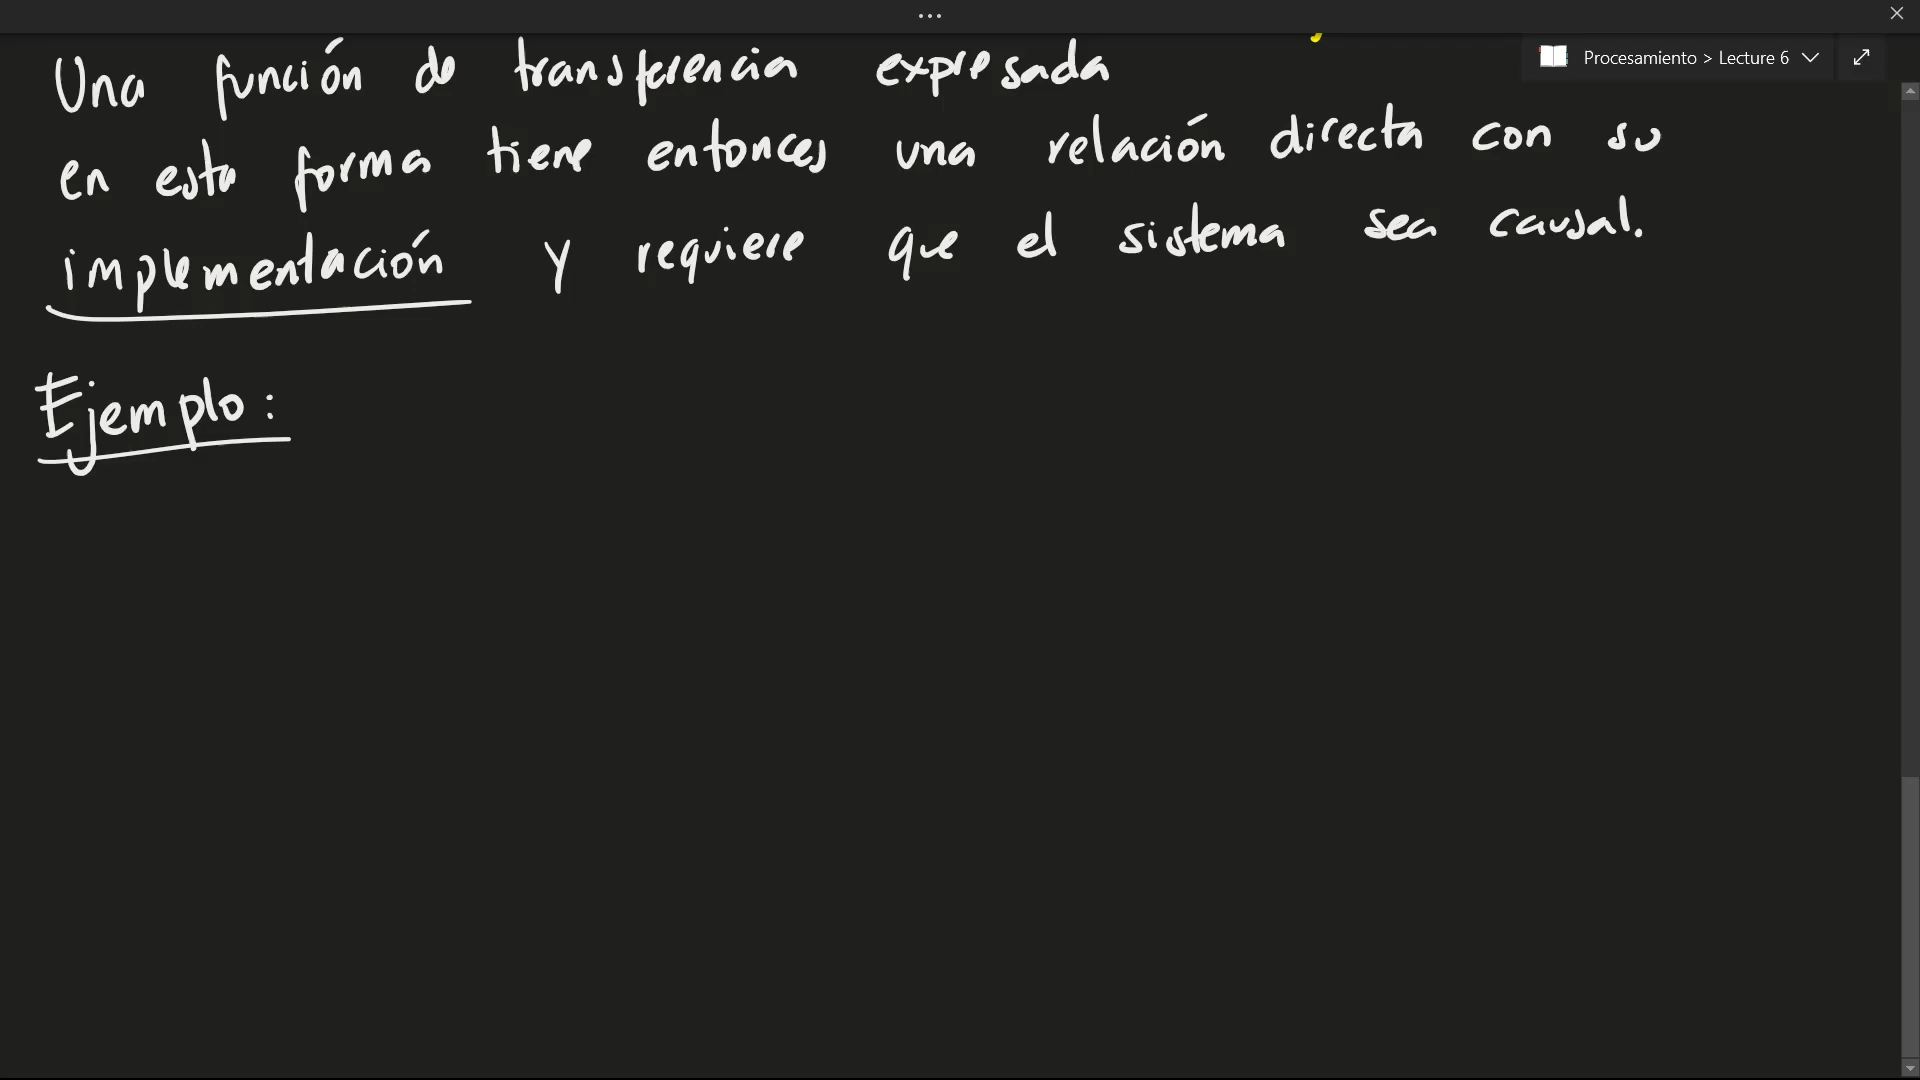 Procesamiento > Lecture 6
Una función de transferencia expresada
en esta forma tiene entonces una relación directa con su
implementación y requiere que el sistema sea causal.
Ejemplo: